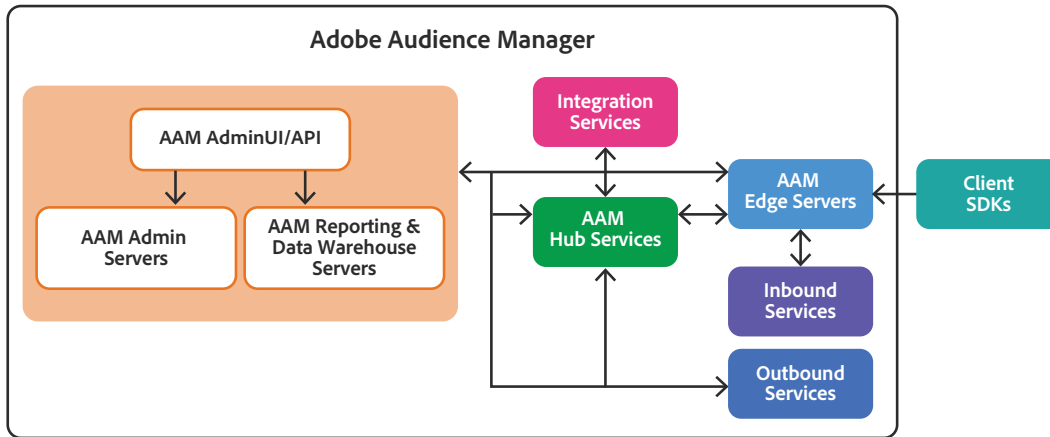 Adobe Audience Manager
AAM AdminUI/API
AAM Admin
Servers
AAM Reporting &
Data Warehouse
Servers
Integration
Services
AAM
Hub Services
AAM
Edge Servers
Client
SDKs
Inbound
Services
Outbound
Services